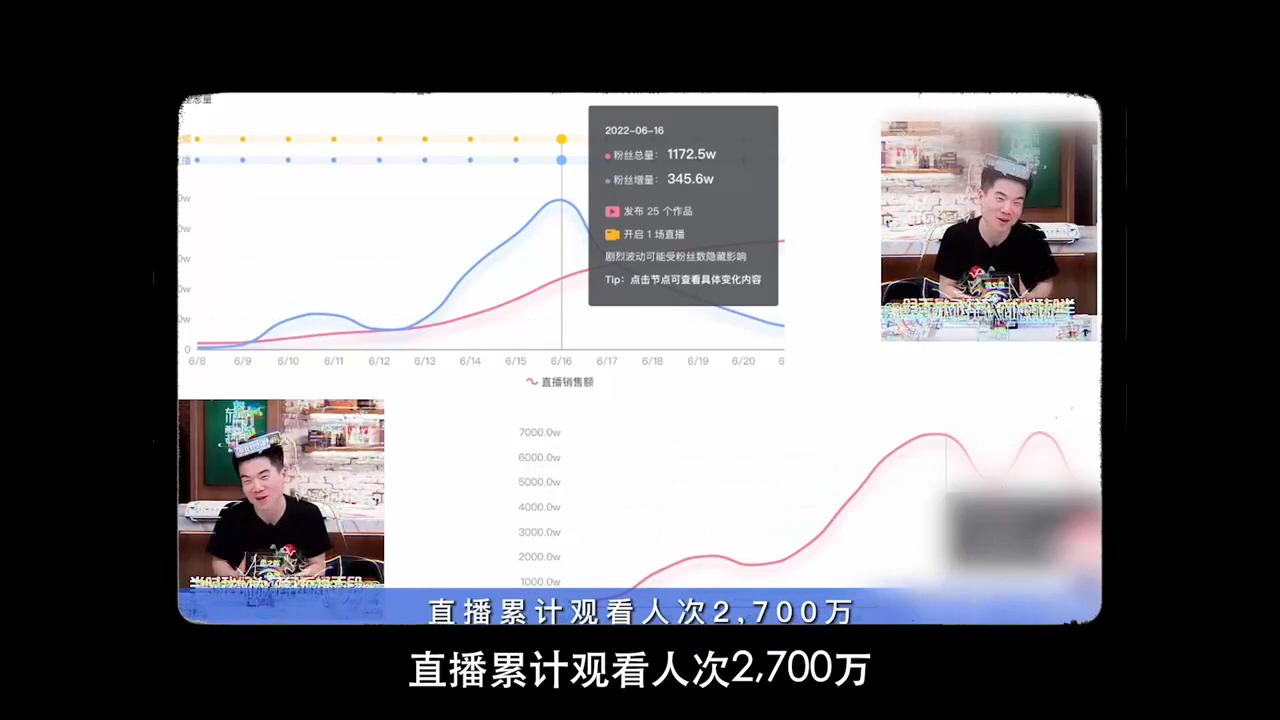 2022-06-16
粉丝总量： 1172.5w
粉丝增量： 345.6w
发布 25 个作品
开启 1 场直播
剧烈波动可能受粉丝数隐藏影响
Tip： 点击节点可查看具体变化内容
0
6/8 6/9 6/10 6/11 6/12 6/13 6/14 6/15 6/16 6/17 6/18 6/19 6/20 6
直播销售额
7000.0w
6000.0w
5000.0w
4000.0w
3000.0w
2000.0w
1000.0w
直播累计观看人次2,700万
直播累计观看人次2,700万